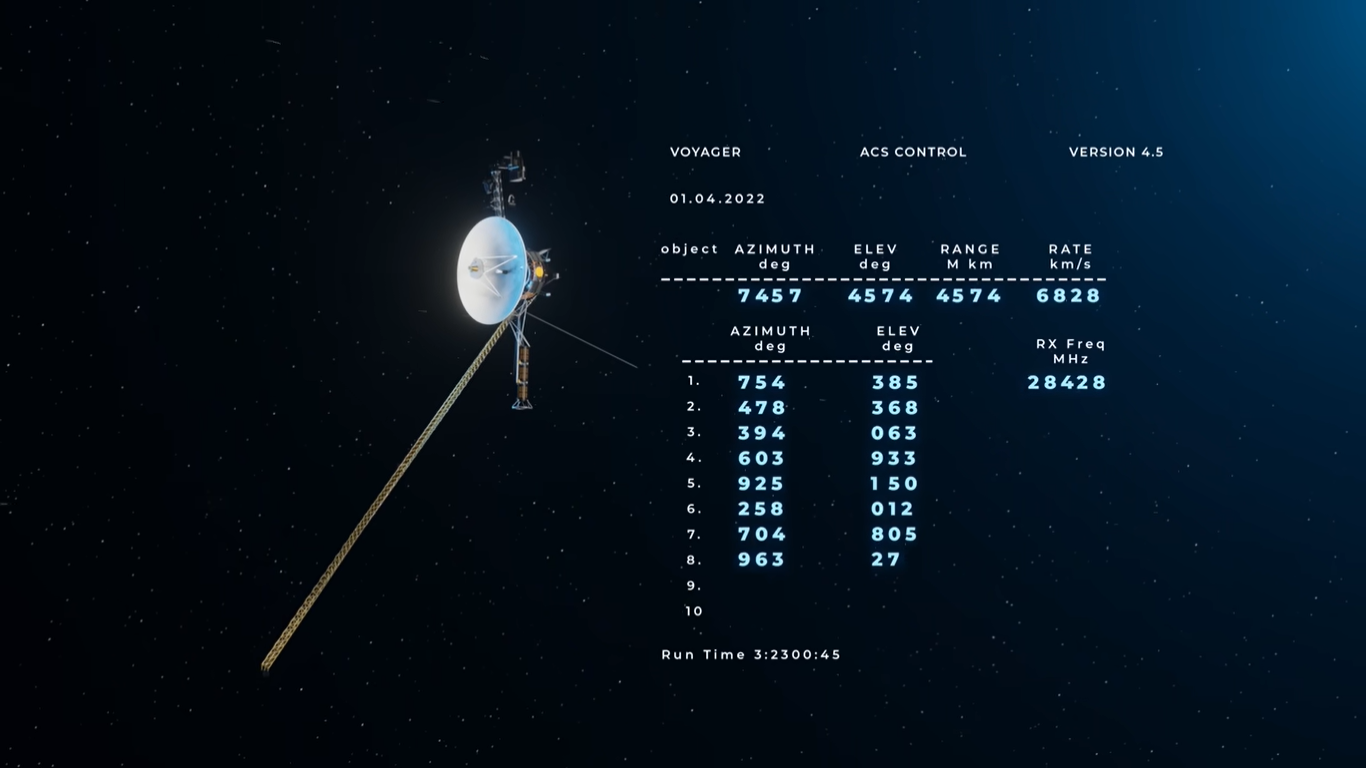 VOYAGER ACS CONTROL VERSION 4.5
01.04.2022
object AZIMUTH ELEV RANGE RATE
deg deg M km km/s
7457 4574 4574 6828
AZIMUTH ELEV
deg deg
RX Freq
MHz
1. 754 385 28428
2. 478 368
3. 394 063
4. 603 933
5. 925 150
6. 258 012
7. 704 805
8. 963 27
9.
10
Run Time 3:2300:45